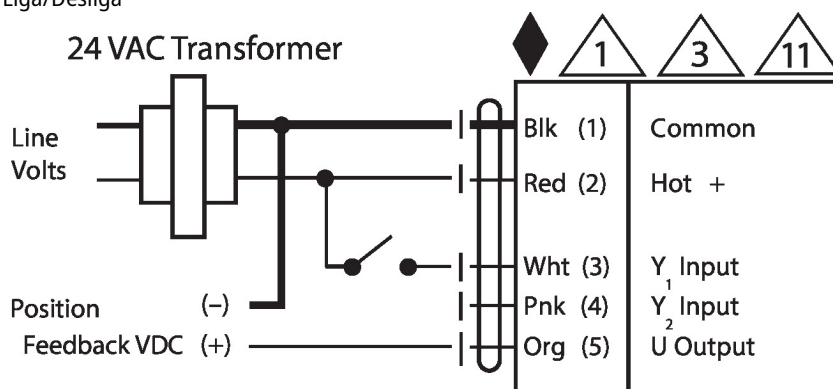 Liga/Desliga
24 VAC Transformer
1
3
11
Line
Volts
Blk (1) Common
Red (2) Hot +
Wht (3) Y1 Input
Position (–)
Pnk (4) Y2 Input
Feedback VDC (+)
Org (5) U Output